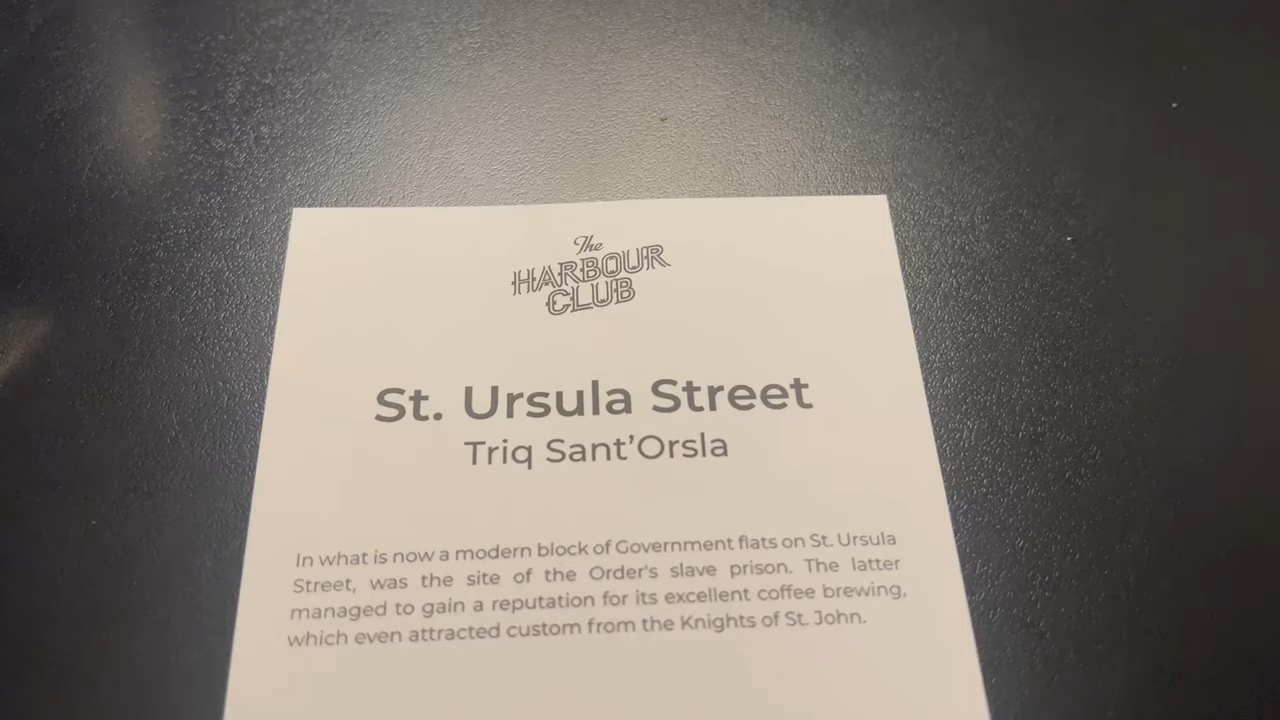 The
HARBOUR
CLUB
St. Ursula Street
Triq Sant’Orsla
In what is now a modern block of Government flats on St. Ursula
Street, was the site of the Order's slave prison. The latter
managed to gain a reputation for its excellent coffee brewing,
which even attracted custom from the Knights of St. John.